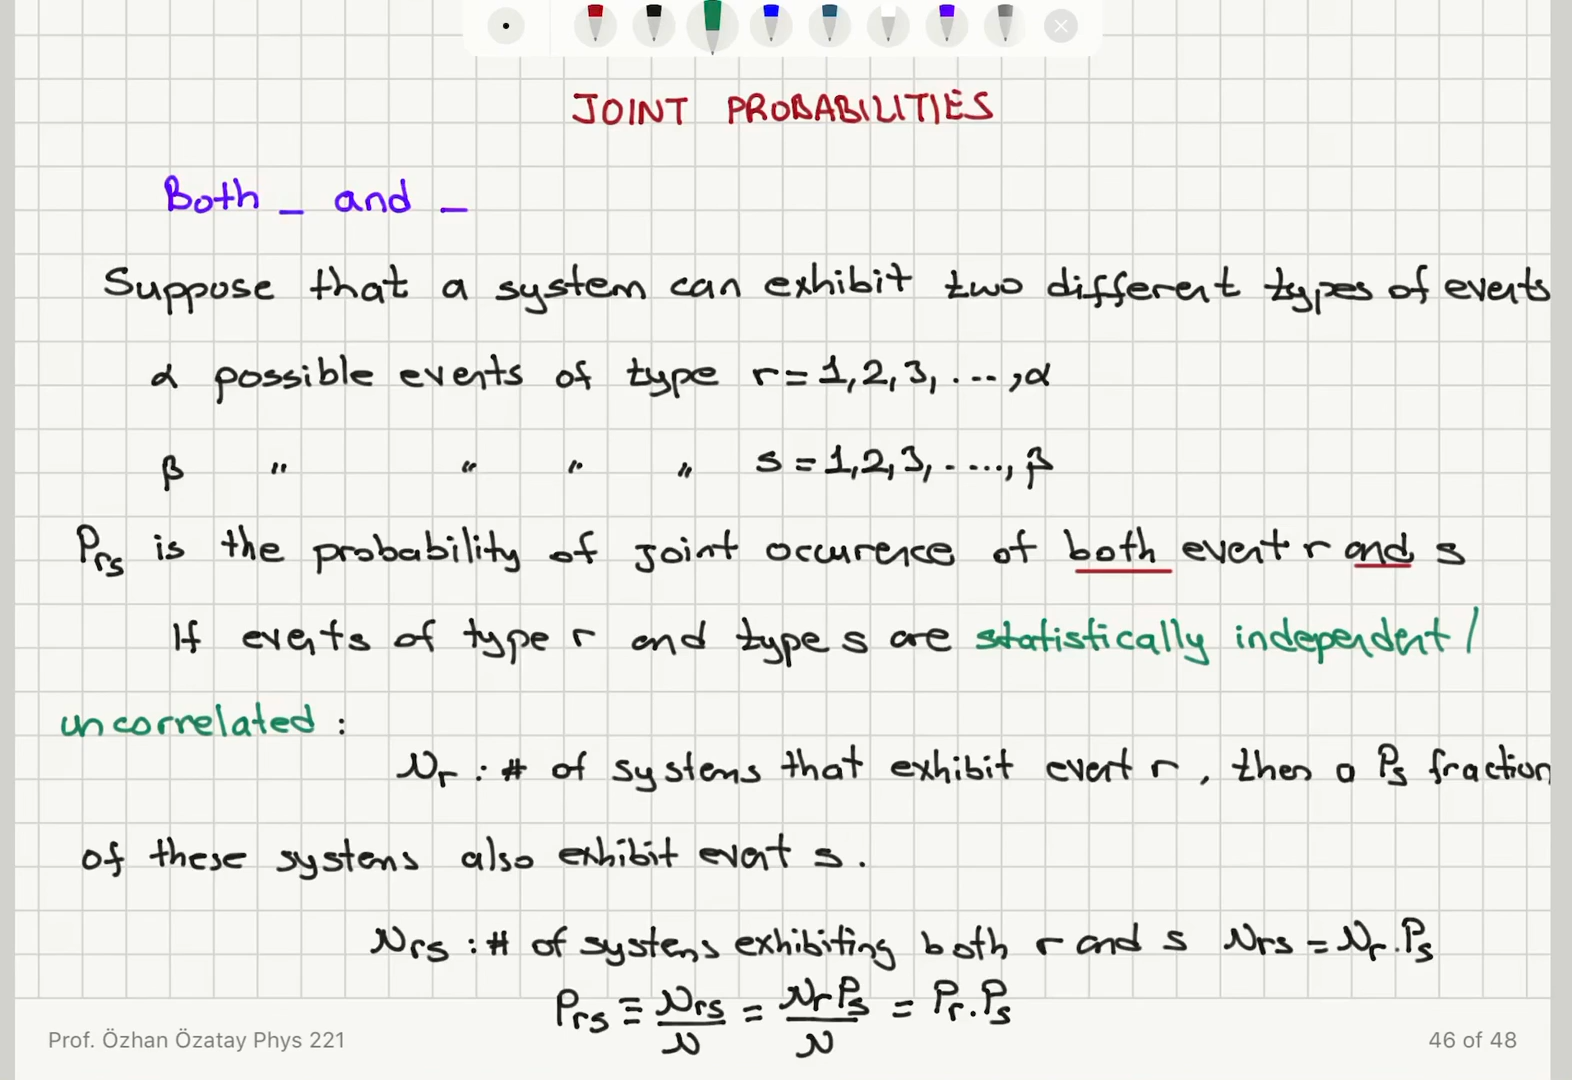 JOINT PROBABILITIES
Both _ and _
Suppose that a system can exhibit two different types of events
α possible events of type r=1,2,3,...,α
β " " " " s=1,2,3,....,β
Prs is the probability of joint occurence of both event r and s
If events of type r and type s are statistically independent/
uncorrelated:
Nr : # of systems that exhibit event r, then a Ps fraction
of these systems also exhibit event s.
Nrs : # of systems exhibiting both r and s Nrs = Nr.Ps
Prs ≡ Nrs/N = NrPs/N = Pr.Ps
Prof. Özhan Özatay Phys 221
46 of 48